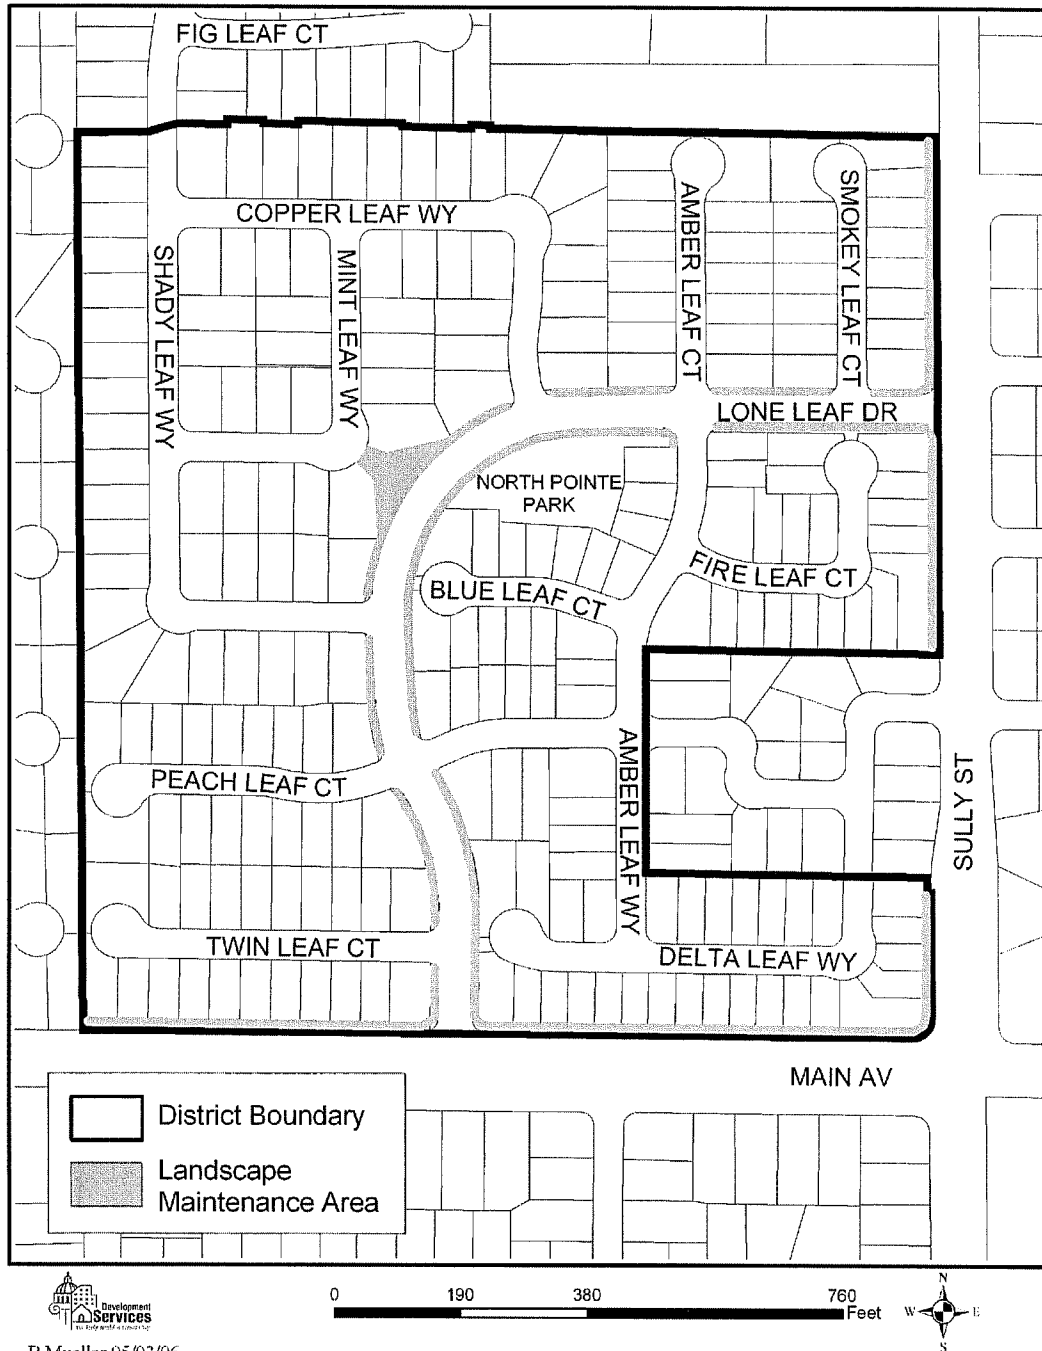 FIG LEAF CT
COPPER LEAF WY
SHADY LEAF WY
MINT LEAF WY
AMBER LEAF CT
SMOKEY LEAF CT
LONE LEAF DR
NORTH POINTE
PARK
BLUE LEAF CT
FIRE LEAF CT
PEACH LEAF CT
AMBER LEAF WY
SULLY ST
TWIN LEAF CT
DELTA LEAF WY
MAIN AV
District Boundary
Landscape
Maintenance Area
Development
Services
0 190 380 760
Feet
N
W E
S